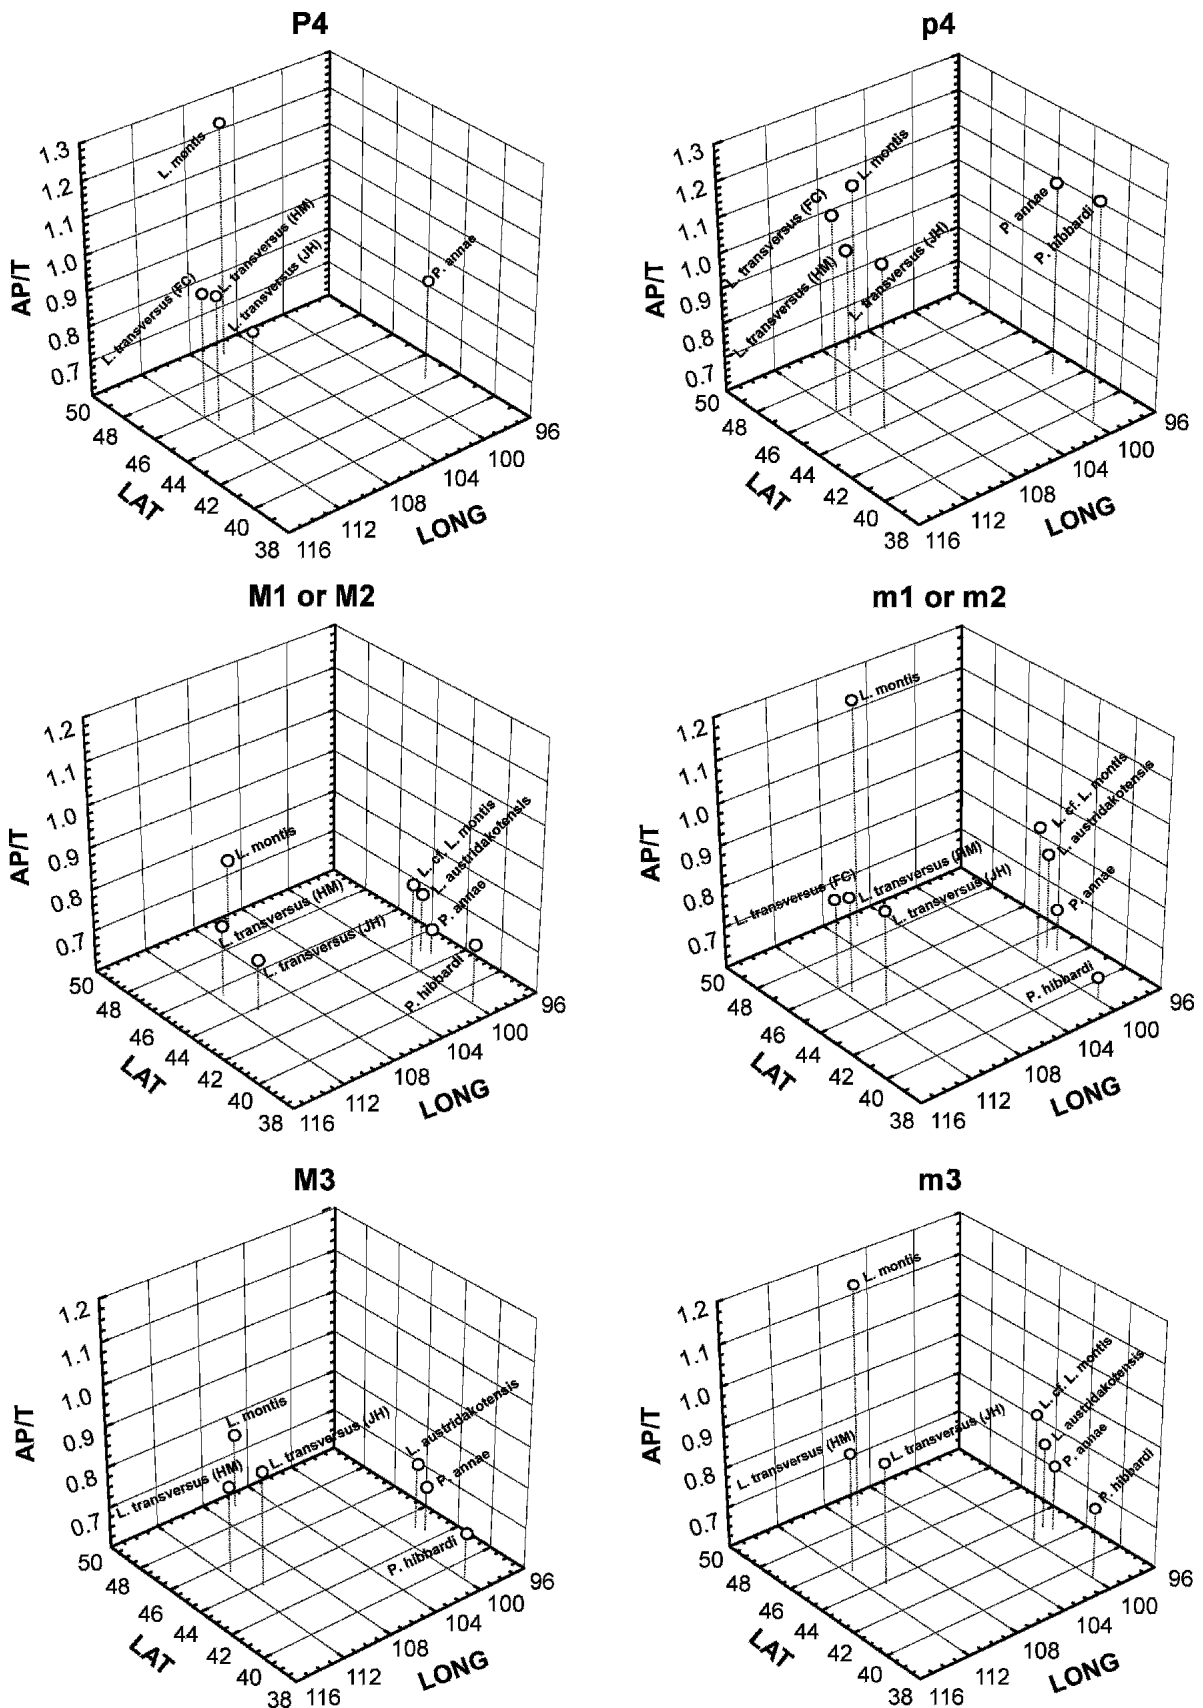 P4
1.3
1.2
1.1
1.0
0.9
0.8
0.7
AP/T
50
48
46
44
42
40
38
LAT
116
112
108
104
100
96
LONG
L. montis
L. transversus (FC)
L. transversus (HM)
L. transversus (JH)
P. annae
p4
1.3
1.2
1.1
1.0
0.9
0.8
0.7
AP/T
50
48
46
44
42
40
38
LAT
116
112
108
104
100
96
LONG
L. montis
L. transversus (FC)
L. transversus (HM)
L. transversus (JH)
P. annae
P. hibbardi
M1 or M2
1.2
1.1
1.0
0.9
0.8
0.7
AP/T
50
48
46
44
42
40
38
LAT
116
112
108
104
100
96
LONG
L. montis
L. transversus (HM)
L. transversus (JH)
L. cf. L. montis
L. austridakotensis
P. annae
P. hibbardi
m1 or m2
1.2
1.1
1.0
0.9
0.8
0.7
AP/T
50
48
46
44
42
40
38
LAT
116
112
108
104
100
96
LONG
L. montis
L. transversus (FC)
L. transversus (HM)
L. transversus (JH)
L. cf. L. montis
L. austridakotensis
P. annae
P. hibbardi
M3
1.2
1.1
1.0
0.9
0.8
0.7
AP/T
50
48
46
44
42
40
38
LAT
116
112
108
104
100
96
LONG
L. montis
L. transversus (HM)
L. transversus (JH)
L. austridakotensis
P. annae
P. hibbardi
m3
1.2
1.1
1.0
0.9
0.8
0.7
AP/T
50
48
46
44
42
40
38
LAT
116
112
108
104
100
96
LONG
L. montis
L. transversus (HM)
L. transversus (JH)
L. cf. L. montis
L. austridakotensis
P. annae
P. hibbardi